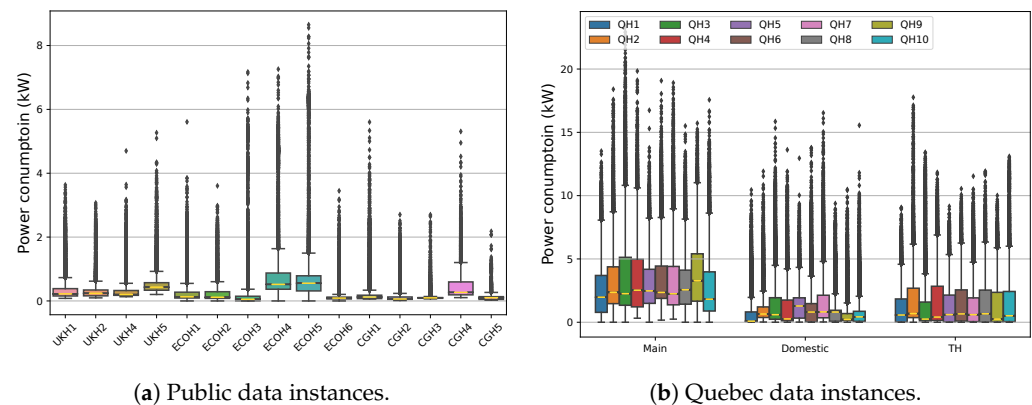 Power conumptoin (kW)
8
6
4
2
0
UKH1 UKH2 UKH4 UKH5 ECOH1 ECOH2 ECOH3 ECOH4 ECOH5 ECOH6 CGH1 CGH2 CGH3 CGH4 CGH5
(a) Public data instances.
QH1 QH3 QH5 QH7 QH9
QH2 QH4 QH6 QH8 QH10
Power conumptoin (kW)
20
15
10
5
0
Main Domestic TH
(b) Quebec data instances.